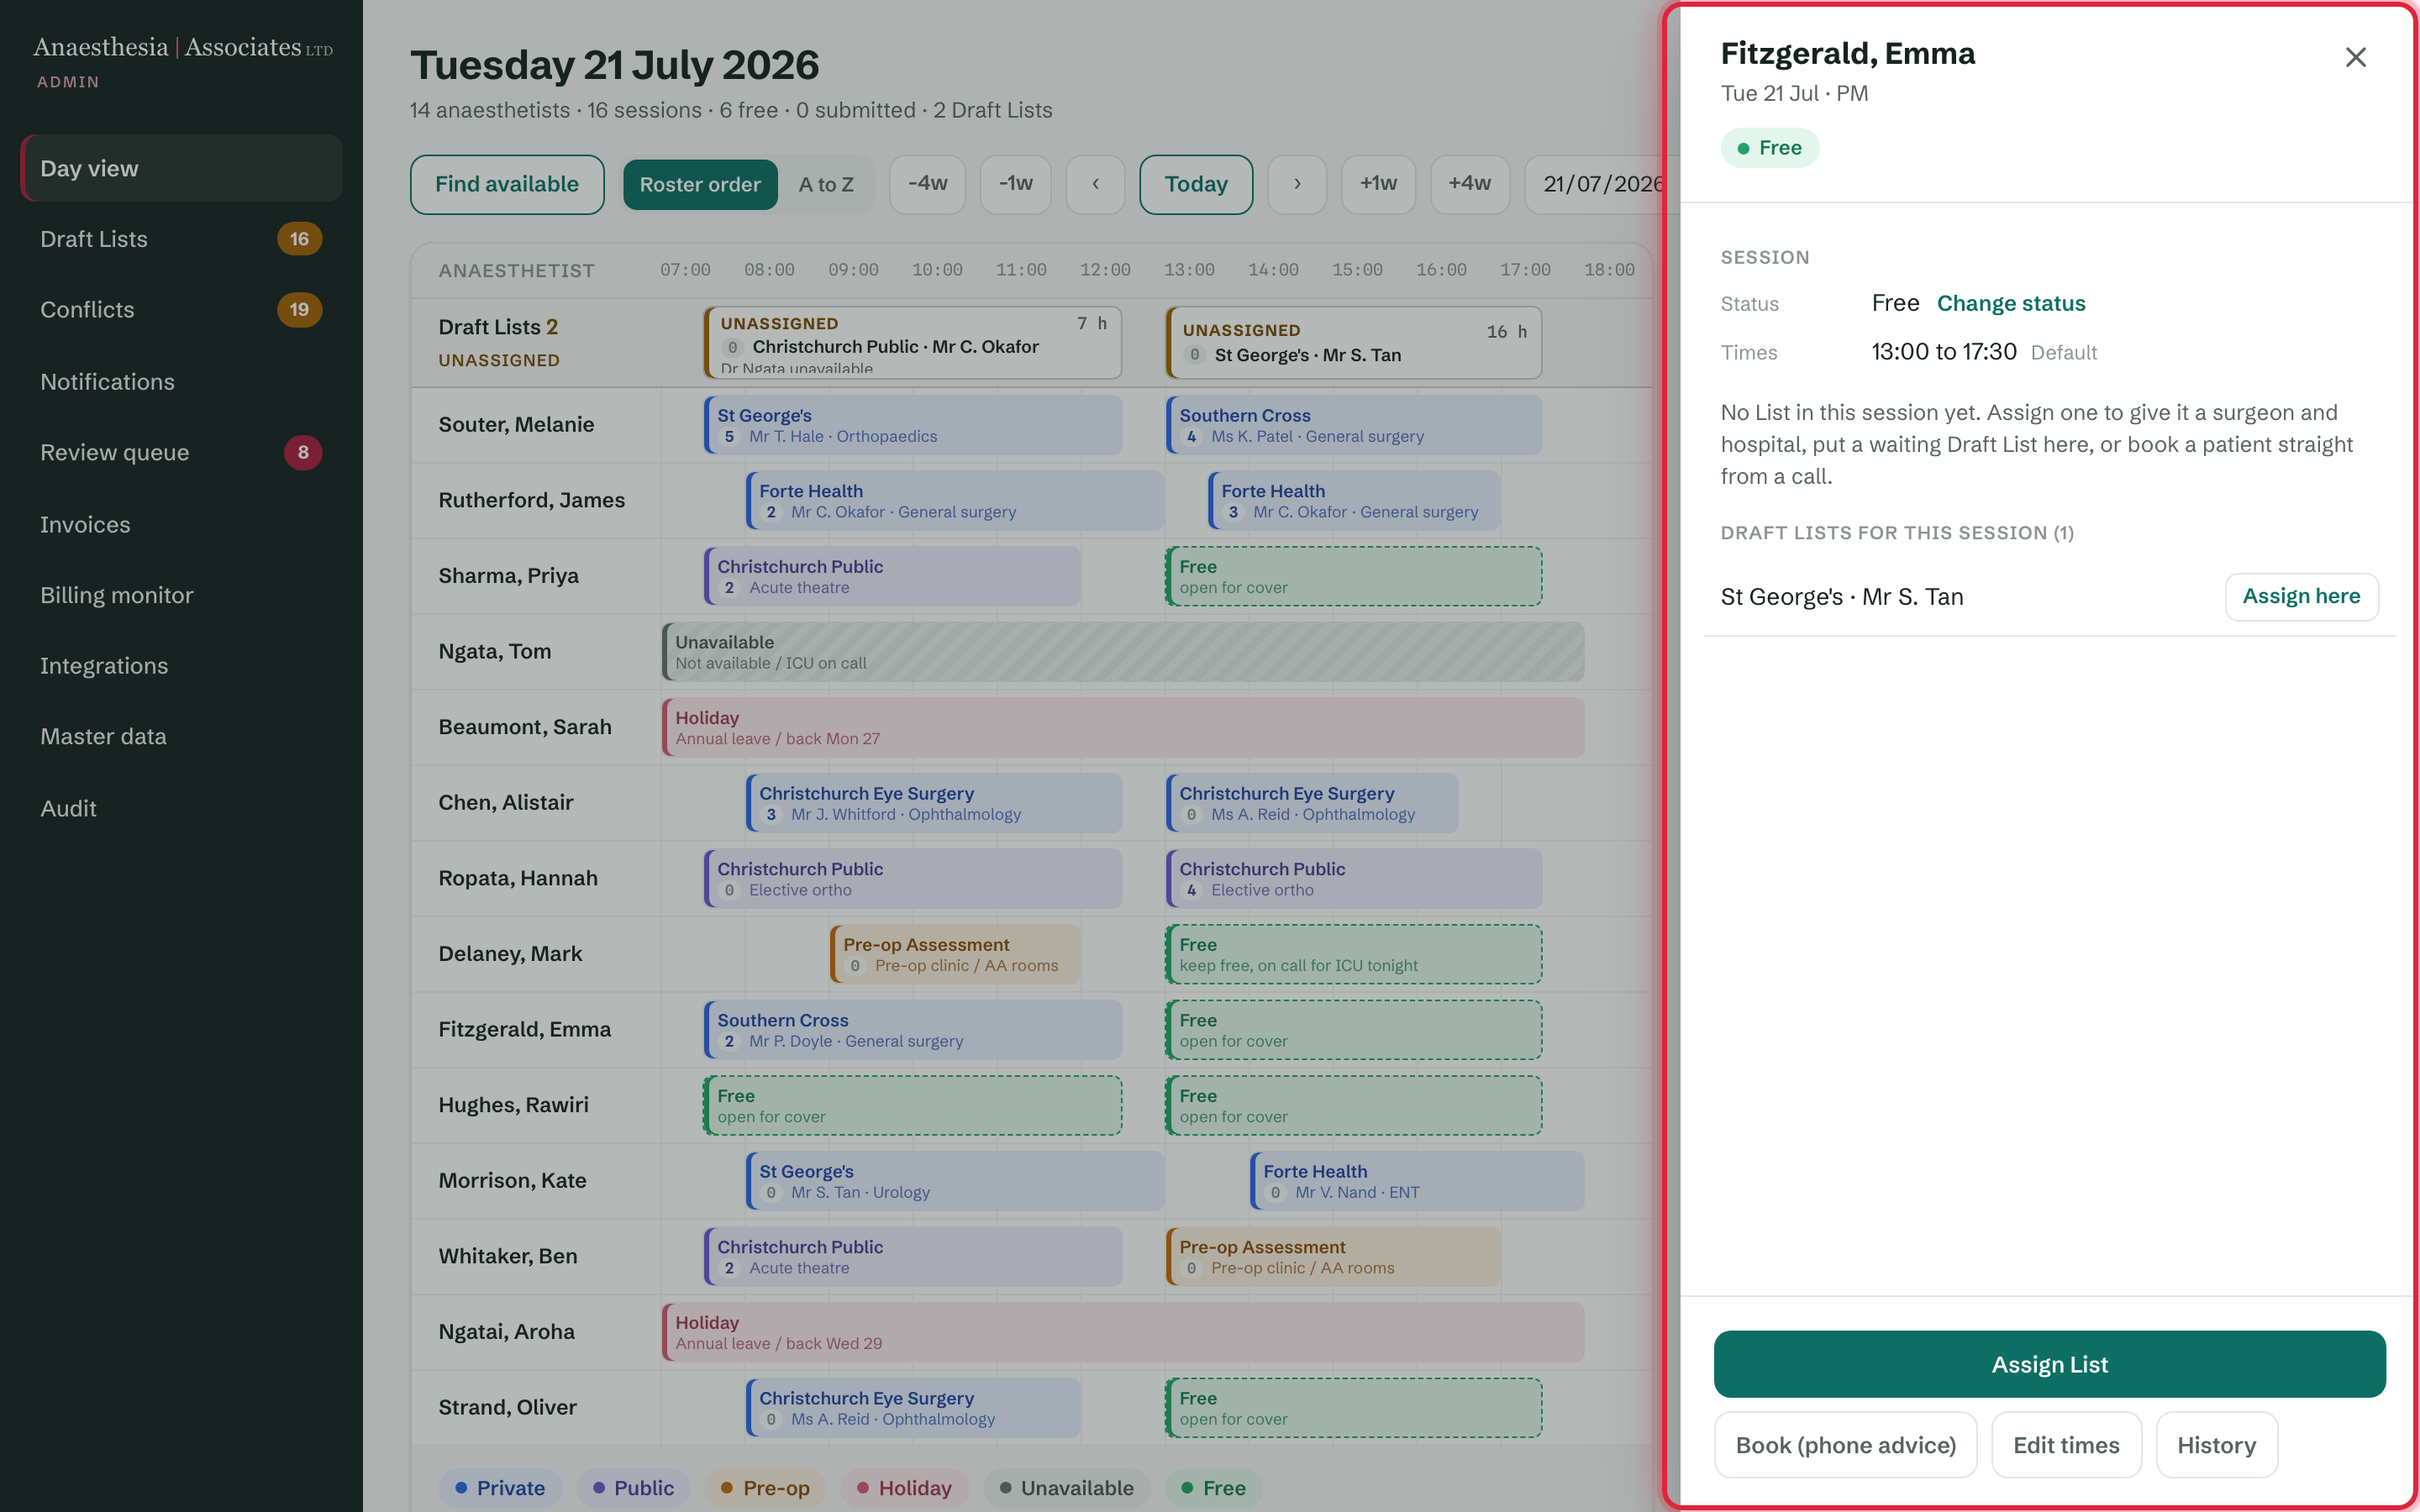 Anaesthesia | Associates LTD
ADMIN
Day view
Draft Lists 16
Conflicts 19
Notifications
Review queue 8
Invoices
Billing monitor
Integrations
Master data
Audit
Tuesday 21 July 2026
14 anaesthetists · 16 sessions · 6 free · 0 submitted · 2 Draft Lists
Find available Roster order A to Z -4w -1w ‹ Today › +1w +4w 21/07/2026
ANAESTHETIST 07:00 08:00 09:00 10:00 11:00 12:00 13:00 14:00 15:00 16:00 17:00 18:00
Draft Lists 2
UNASSIGNED
UNASSIGNED 7 h
0 Christchurch Public · Mr C. Okafor
Dr Ngata unavailable
UNASSIGNED 16 h
0 St George's · Mr S. Tan
Souter, Melanie
St George's
5 Mr T. Hale · Orthopaedics
Southern Cross
4 Ms K. Patel · General surgery
Rutherford, James
Forte Health
2 Mr C. Okafor · General surgery
Forte Health
3 Mr C. Okafor · General surgery
Sharma, Priya
Christchurch Public
2 Acute theatre
Free
open for cover
Ngata, Tom
Unavailable
Not available / ICU on call
Beaumont, Sarah
Holiday
Annual leave / back Mon 27
Chen, Alistair
Christchurch Eye Surgery
3 Mr J. Whitford · Ophthalmology
Christchurch Eye Surgery
0 Ms A. Reid · Ophthalmology
Ropata, Hannah
Christchurch Public
0 Elective ortho
Christchurch Public
4 Elective ortho
Delaney, Mark
Pre-op Assessment
0 Pre-op clinic / AA rooms
Free
keep free, on call for ICU tonight
Fitzgerald, Emma
Southern Cross
2 Mr P. Doyle · General surgery
Free
open for cover
Hughes, Rawiri
Free
open for cover
Free
open for cover
Morrison, Kate
St George's
0 Mr S. Tan · Urology
Forte Health
0 Mr V. Nand · ENT
Whitaker, Ben
Christchurch Public
2 Acute theatre
Pre-op Assessment
0 Pre-op clinic / AA rooms
Ngatai, Aroha
Holiday
Annual leave / back Wed 29
Strand, Oliver
Christchurch Eye Surgery
0 Ms A. Reid · Ophthalmology
Free
open for cover
Private Public Pre-op Holiday Unavailable Free
Fitzgerald, Emma
Tue 21 Jul · PM
Free
SESSION
Status Free Change status
Times 13:00 to 17:30 Default
No List in this session yet. Assign one to give it a surgeon and
hospital, put a waiting Draft List here, or book a patient straight
from a call.
DRAFT LISTS FOR THIS SESSION (1)
St George's · Mr S. Tan Assign here
Assign List
Book (phone advice) Edit times History